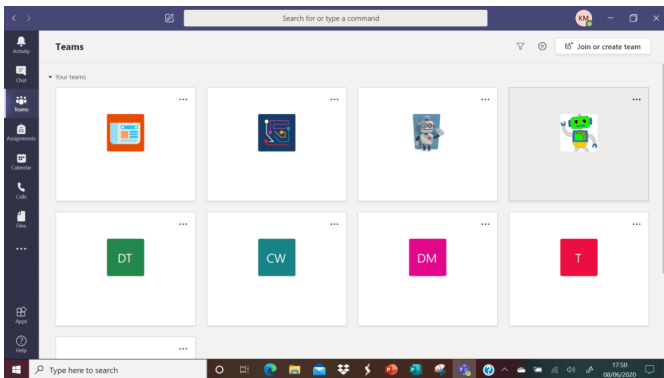 Search for or type a command
KM
Activity
Teams
Join or create team
Chat
Your teams
Teams
Assignments
Calendar
Calls
Files
DT
CW
DM
T
Apps
Help
Type here to search
17:50
08/06/2020